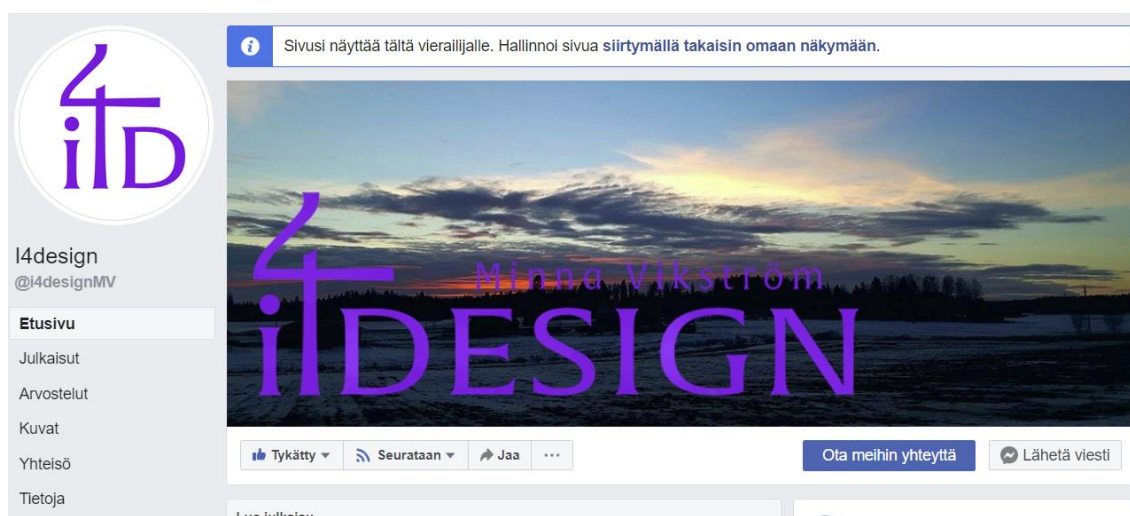 i4D
I4design
@i4designMV
Etusivu
Julkaisut
Arvostelut
Kuvat
Yhteisö
Tietoja
Sivusi näyttää tältä vierailijalle. Hallinnoi sivua siirtymällä takaisin omaan näkymään.
Minna Vikström
i4DESIGN
Tykätty
Seurataan
Jaa
Ota meihin yhteyttä
Lähetä viesti